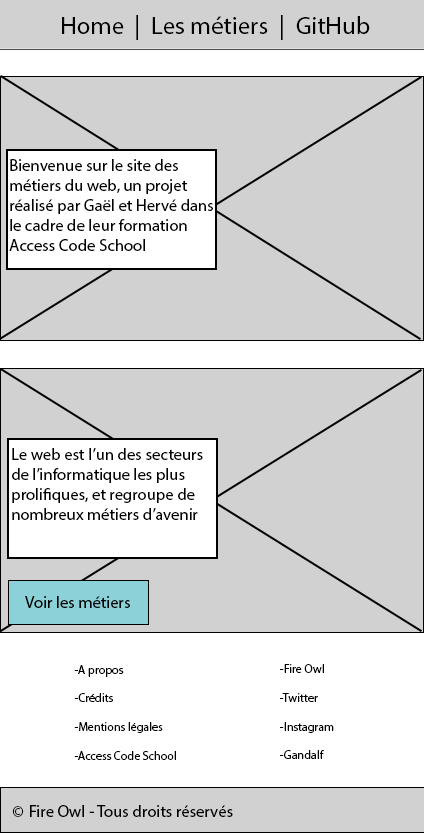 Home | Les métiers | GitHub
Bienvenue sur le site des
métiers du web, un projet
réalisé par Gaël et Hervé dans
le cadre de leur formation
Access Code School
Le web est l’un des secteurs
de l’informatique les plus
prolifiques, et regroupe de
nombreux métiers d’avenir
Voir les métiers
-A propos
-Crédits
-Mentions légales
-Access Code School
-Fire Owl
-Twitter
-Instagram
-Gandalf
© Fire Owl - Tous droits réservés